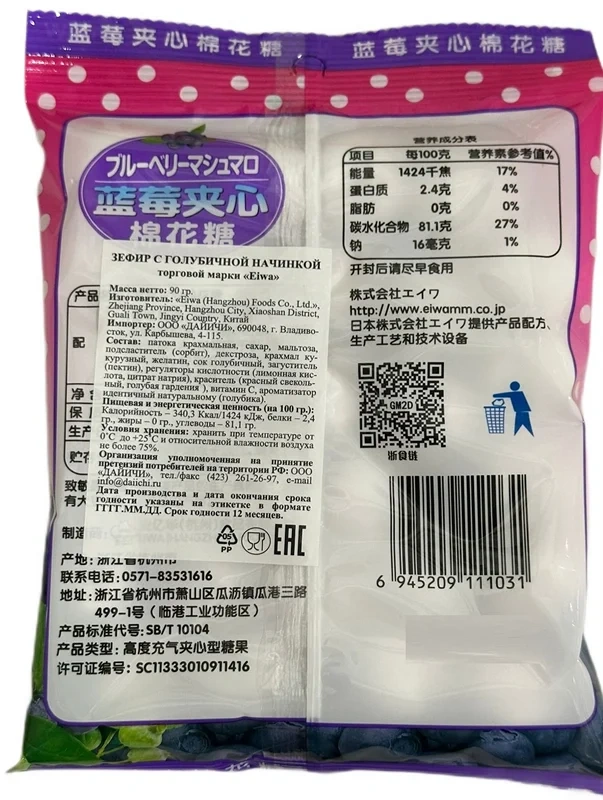 蓝莓夹心棉花糖
蓝莓夹心棉花糖
ブルーベリーマシュマロ
蓝莓夹心
棉花糖
ЗЕФИР С ГОЛУБИЧНОЙ НАЧИНКОЙ
торговой марки «Eiwa»
Масса нетто: 90 гр.
Изготовитель: «Eiwa (Hangzhou) Foods Co., Ltd.»,
Zhejiang Province, Hangzhou City, Xiaoshan District,
Guali Town, Jingyi Country, Китай
Импортер: ООО «ДАЙИЧИ», 690048, г. Владиво-
сток, ул. Карбышева, 4-115.
Состав: патока крахмальная, сахар, мальтоза,
подсластитель (сорбит), декстроза, крахмал ку-
курузный, желатин, сок голубичный, загуститель
(пектин), регуляторы кислотности (лимонная кис-
лота, цитрат натрия), краситель (красный свеколь-
ный, голубая гардения ), витамин С, ароматизатор
идентичный натуральному (голубика).
Пищевая и энергетическая ценность (на 100 гр.):
Калорийность – 340,3 Ккал/1424 кДж, белки – 2,4
гр., жиры – 0 гр., углеводы – 81,1 гр.
Условия хранения: хранить при температуре от
0°С до +25°С и относительной влажности воздуха
не более 75%.
Организация уполномоченная на принятие
претензий потребителей на территории РФ: ООО
«ДАЙИЧИ», тел./факс (423) 261-26-97, e-mail
info@daiichi.ru
Дата производства и дата окончания срока
годности указаны на этикетке в формате
ГГГГ.ММ.ДД. Срок годности 12 месяцев.
05
PP
EAC
产品
配
净
保
生产
贮存
致敏
有大
制造
产地:浙江省杭州市
联系电话:0571-83531616
地址:浙江省杭州市萧山区瓜沥镇瓜港三路
499-1号(临港工业功能区)
产品标准代号:SB/T 10104
产品类型:高度充气夹心型糖果
许可证编号:SC11333010911416
营养成分表
项目 每100克 营养素参考值%
能量 1424千焦 17%
蛋白质 2.4克 4%
脂肪 0克 0%
碳水化合物 81.1克 27%
钠 16毫克 1%
开封后请尽早食用
株式会社エイワ
http://www.eiwamm.co.jp
日本株式会社エイワ提供产品配方、
生产工艺和技术设备
GM2D
6 945209 111031